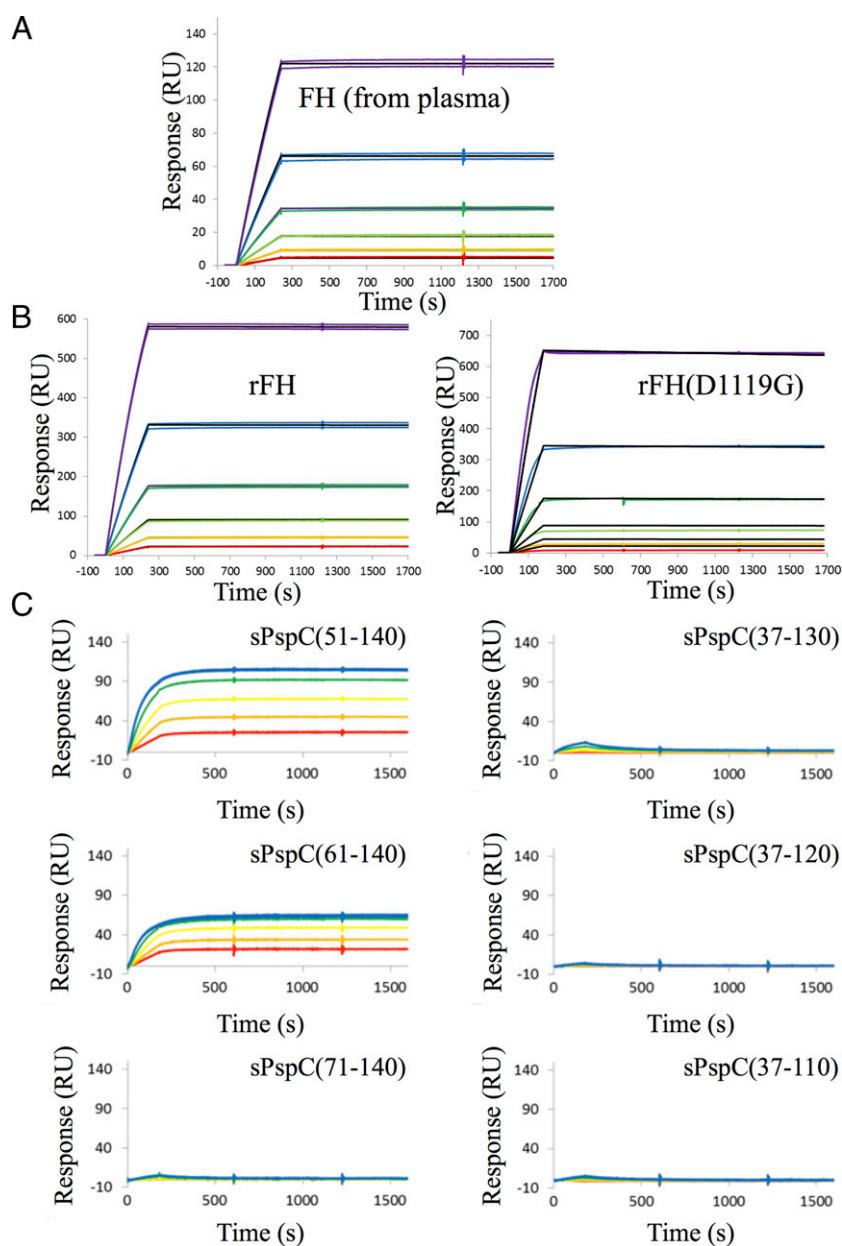 A
FH (from plasma)
Response (RU)
140
120
100
80
60
40
20
0
-100 100 300 500 700 900 1100 1300 1500 1700
Time (s)
B
rFH
Response (RU)
600
500
400
300
200
100
0
-100 100 300 500 700 900 1100 1300 1500 1700
Time (s)
rFH(D1119G)
Response (RU)
700
600
500
400
300
200
100
0
-100 100 300 500 700 900 1100 1300 1500 1700
Time (s)
C
sPspC(51-140)
Response (RU)
140
90
40
-10
0 500 1000 1500
Time (s)
sPspC(37-130)
Response (RU)
140
90
40
-10
0 500 1000 1500
Time (s)
sPspC(61-140)
Response (RU)
140
90
40
-10
0 500 1000 1500
Time (s)
sPspC(37-120)
Response (RU)
140
90
40
-10
0 500 1000 1500
Time (s)
sPspC(71-140)
Response (RU)
140
90
40
-10
0 500 1000 1500
Time (s)
sPspC(37-110)
Response (RU)
140
90
40
-10
0 500 1000 1500
Time (s)